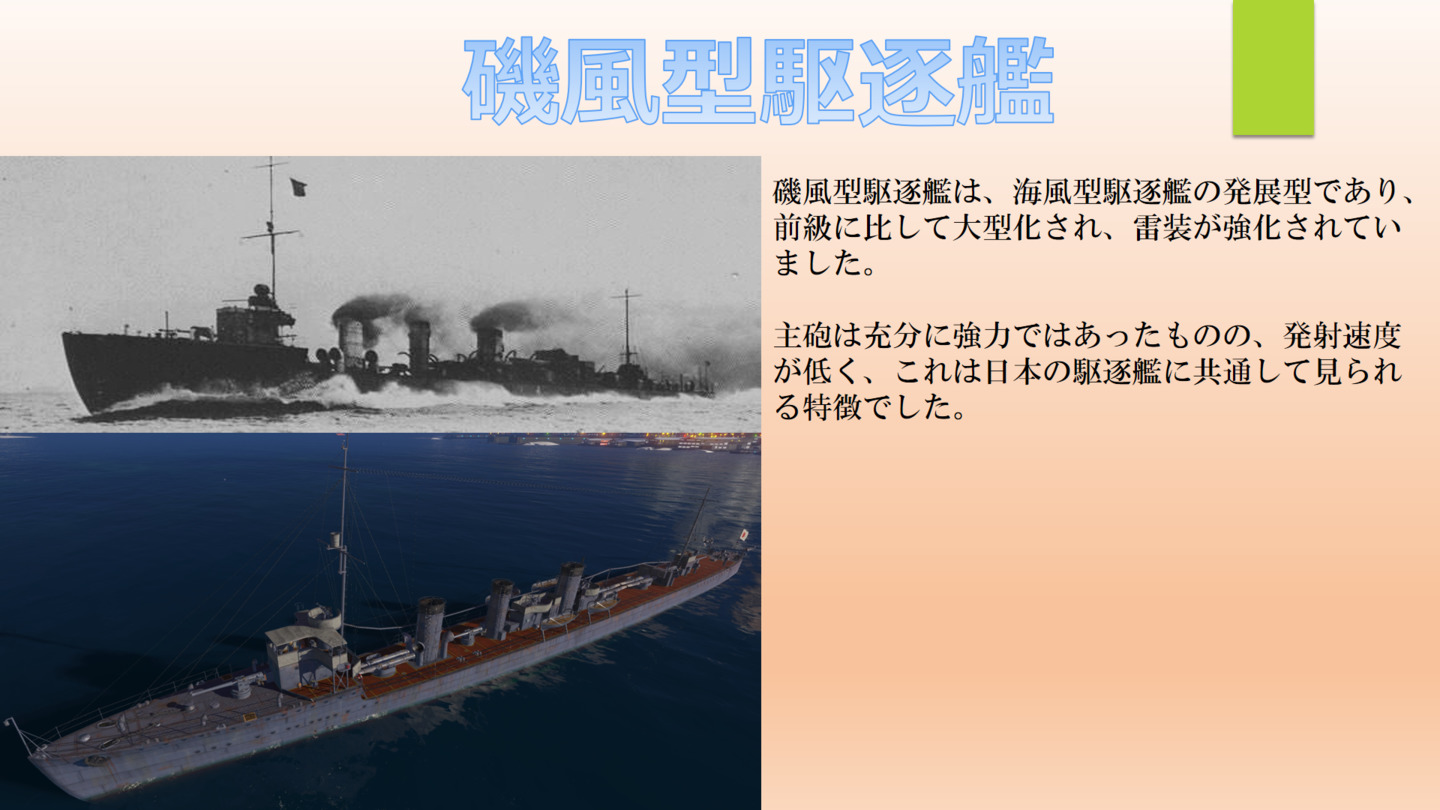 磯風型駆逐艦
磯風型駆逐艦は、海風型駆逐艦の発展型であり、
前級に比して大型化され、雷装が強化されてい
ました。
主砲は充分に強力ではあったものの、発射速度
が低く、これは日本の駆逐艦に共通して見られ
る特徴でした。